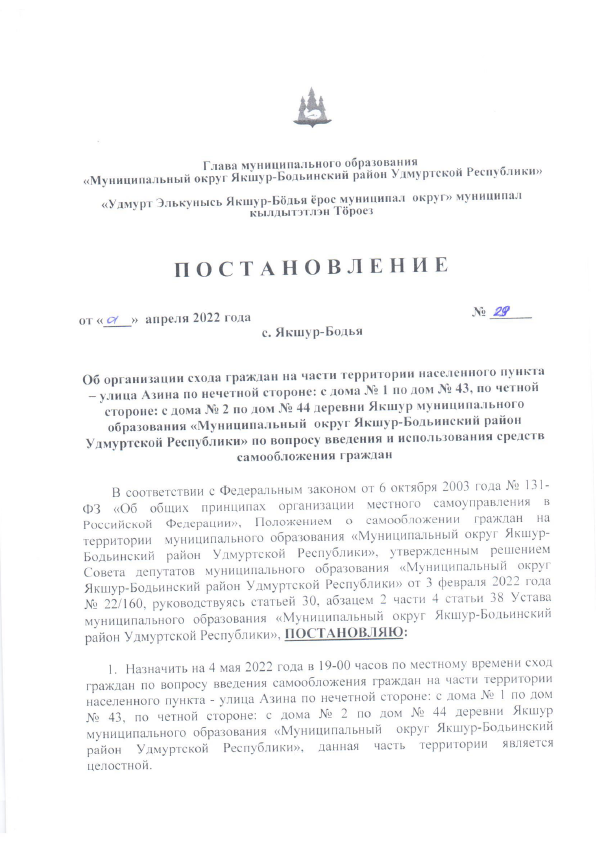 Глава муниципального образования
«Муниципальный округ Якшур-Бодьинский район Удмуртской Республики»
«Удмурт Элькунысь Якшур-Бӧдья ёрос муниципал округ» муниципал
кылдытэтлэн Тӧроез
П О С Т А Н О В Л Е Н И Е
от «01» апреля 2022 года № 29
с. Якшур-Бодья
Об организации схода граждан на части территории населенного пункта
– улица Азина по нечетной стороне: с дома № 1 по дом № 43, по четной
стороне: с дома № 2 по дом № 44 деревни Якшур муниципального
образования «Муниципальный округ Якшур-Бодьинский район
Удмуртской Республики» по вопросу введения и использования средств
самообложения граждан
В соответствии с Федеральным законом от 6 октября 2003 года № 131-
ФЗ «Об общих принципах организации местного самоуправления в
Российской Федерации», Положением о самообложении граждан на
территории муниципального образования «Муниципальный округ Якшур-
Бодьинский район Удмуртской Республики», утвержденным решением
Совета депутатов муниципального образования «Муниципальный округ
Якшур-Бодьинский район Удмуртской Республики» от 3 февраля 2022 года
№ 22/160, руководствуясь статьей 30, абзацем 2 части 4 статьи 38 Устава
муниципального образования «Муниципальный округ Якшур-Бодьинский
район Удмуртской Республики», ПОСТАНОВЛЯЮ:
1. Назначить на 4 мая 2022 года в 19-00 часов по местному времени сход
граждан по вопросу введения самообложения граждан на части территории
населенного пункта - улица Азина по нечетной стороне: с дома № 1 по дом
№ 43, по четной стороне: с дома № 2 по дом № 44 деревни Якшур
муниципального образования «Муниципальный округ Якшур-Бодьинский
район Удмуртской Республики», данная часть территории является
целостной.